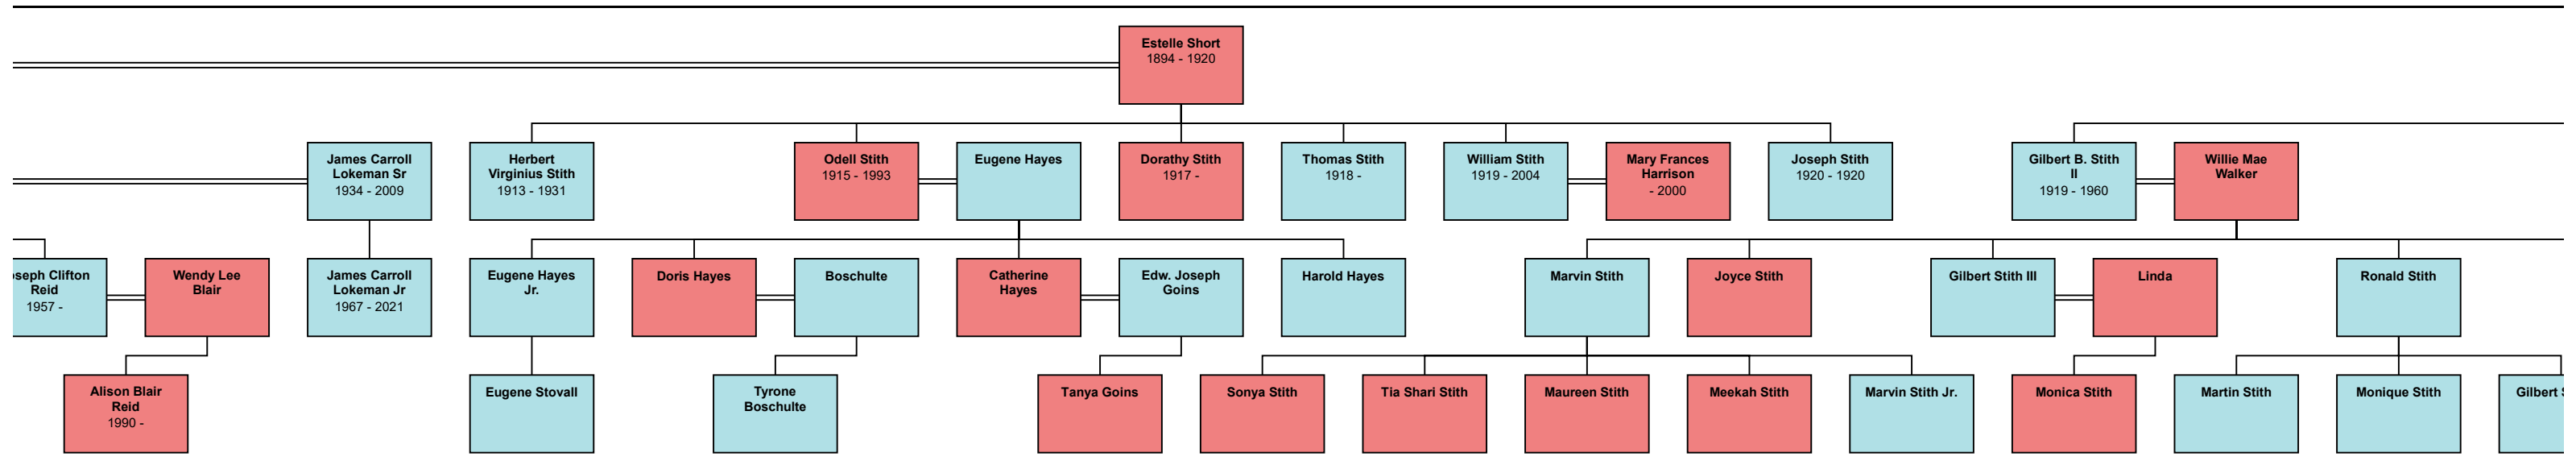 Estelle Short
1894 - 1920
James Carroll
Lokeman Sr
1934 - 2009
Herbert
Virginius Stith
1913 - 1931
Odell Stith
1915 - 1993
Eugene Hayes
Dorathy Stith
1917 -
Thomas Stith
1918 -
William Stith
1919 - 2004
Mary Frances
Harrison
- 2000
Joseph Stith
1920 - 1920
Gilbert B. Stith
II
1919 - 1960
Willie Mae
Walker
oseph Clifton
Reid
1957 -
Wendy Lee
Blair
James Carroll
Lokeman Jr
1967 - 2021
Eugene Hayes
Jr.
Doris Hayes
Boschulte
Catherine
Hayes
Edw. Joseph
Goins
Harold Hayes
Marvin Stith
Joyce Stith
Gilbert Stith III
Linda
Ronald Stith
Alison Blair
Reid
1990 -
Eugene Stovall
Tyrone
Boschulte
Tanya Goins
Sonya Stith
Tia Shari Stith
Maureen Stith
Meekah Stith
Marvin Stith Jr.
Monica Stith
Martin Stith
Monique Stith
Gilbert